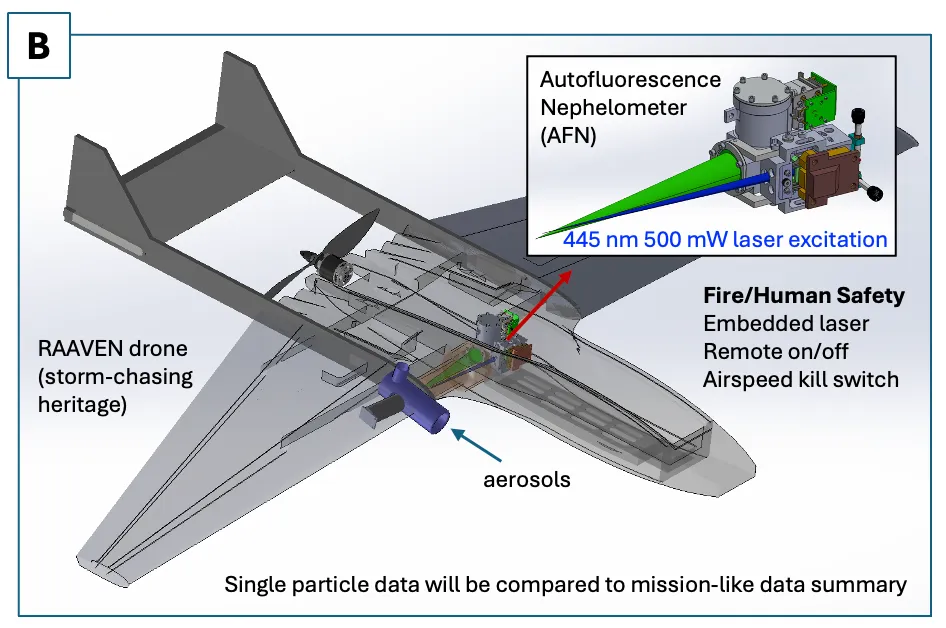 B
Autofluorescence
Nephelometer
(AFN)
445 nm 500 mW laser excitation
Fire/Human Safety
Embedded laser
Remote on/off
Airspeed kill switch
RAAVEN drone
(storm-chasing
heritage)
aerosols
Single particle data will be compared to mission-like data summary